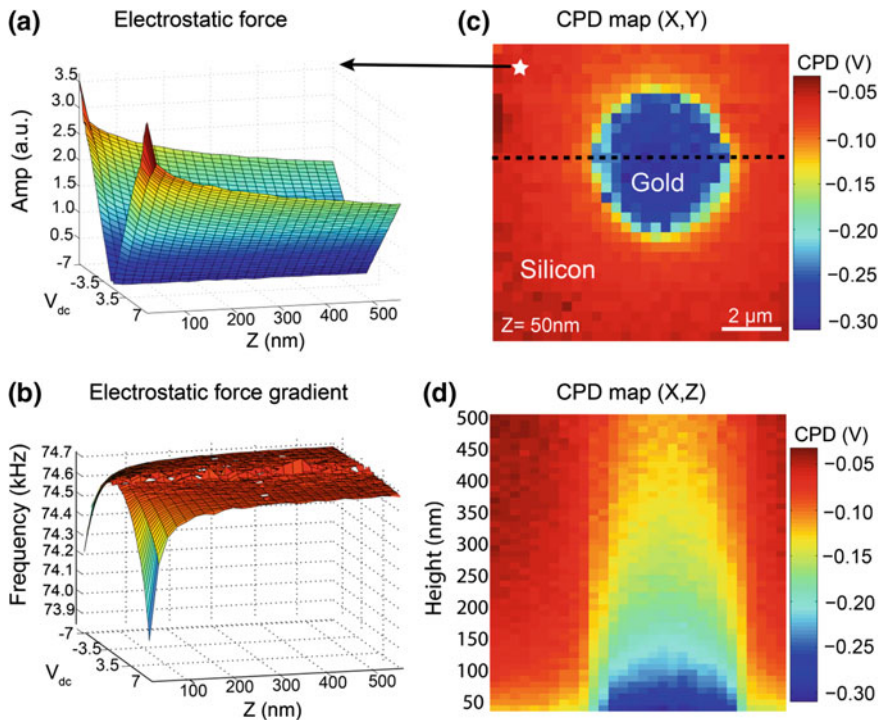 (a) Electrostatic force
Amp (a.u.)
3.5
3.0
2.5
2.0
1.5
1.0
0.5
-7
-3.5
3.5
7
Vdc
100 200 300 400 500
Z (nm)
(c) CPD map (X,Y)
Gold
Silicon
Z= 50nm
2 μm
CPD (V)
−0.05
−0.10
−0.15
−0.20
−0.25
−0.30
(b) Electrostatic force gradient
Frequency (kHz)
74.7
74.6
74.5
74.4
74.3
74.2
74.1
74.0
73.9
-7
-3.5
3.5
7
Vdc
100 200 300 400 500
Z (nm)
(d) CPD map (X,Z)
Height (nm)
500
450
400
350
300
250
200
150
100
50
CPD (V)
−0.05
−0.10
−0.15
−0.20
−0.25
−0.30